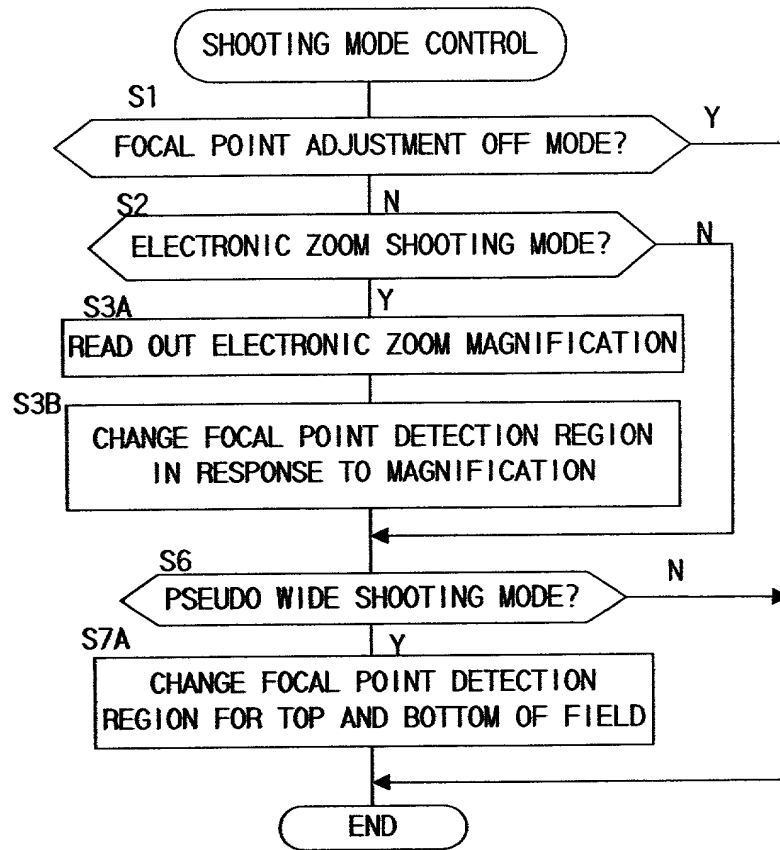 SHOOTING MODE CONTROL
S1
FOCAL POINT ADJUSTMENT OFF MODE?
Y
N
S2
ELECTRONIC ZOOM SHOOTING MODE?
N
Y
S3A
READ OUT ELECTRONIC ZOOM MAGNIFICATION
S3B
CHANGE FOCAL POINT DETECTION REGION
IN RESPONSE TO MAGNIFICATION
S6
PSEUDO WIDE SHOOTING MODE?
N
Y
S7A
CHANGE FOCAL POINT DETECTION
REGION FOR TOP AND BOTTOM OF FIELD
END